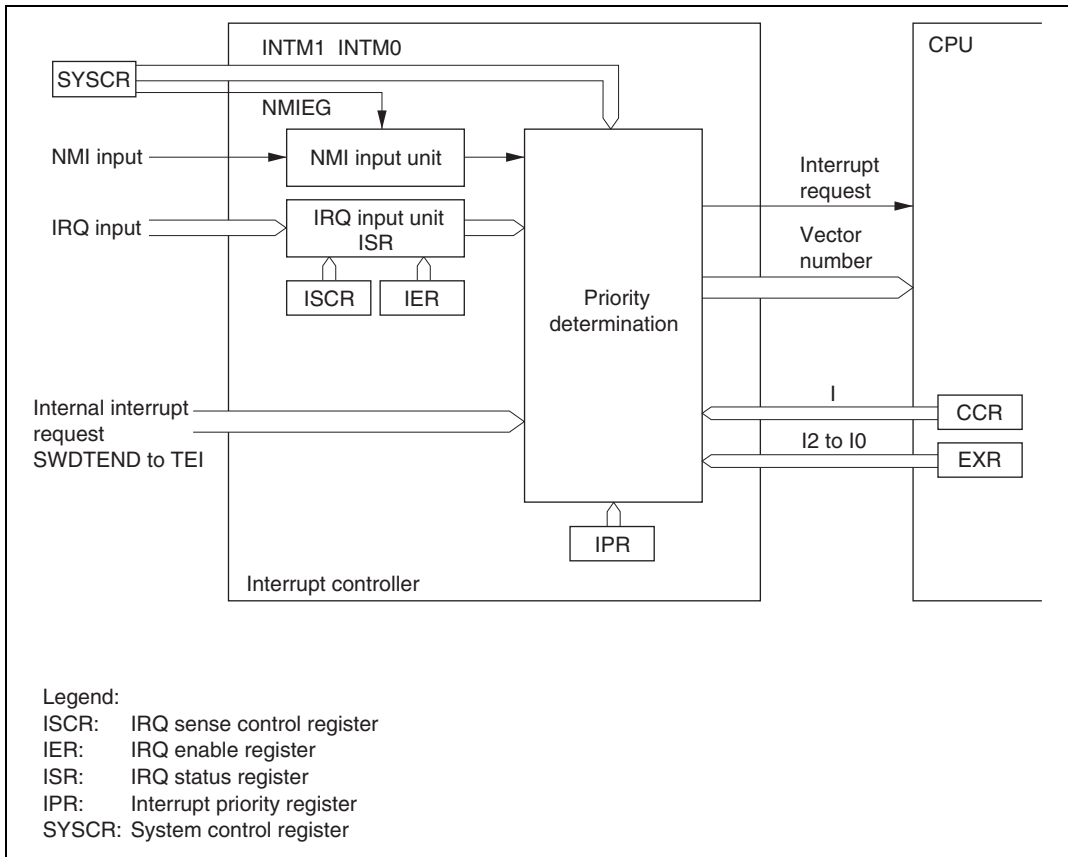 INTM1 INTM0
CPU
SYSCR
NMIEG
NMI input
NMI input unit
Interrupt
request
IRQ input
IRQ input unit
ISR
Vector
number
ISCR
IER
Priority
determination
Internal interrupt
request
SWDTEND to TEI
I
CCR
I2 to I0
EXR
IPR
Interrupt controller
Legend:
ISCR: IRQ sense control register
IER: IRQ enable register
ISR: IRQ status register
IPR: Interrupt priority register
SYSCR: System control register